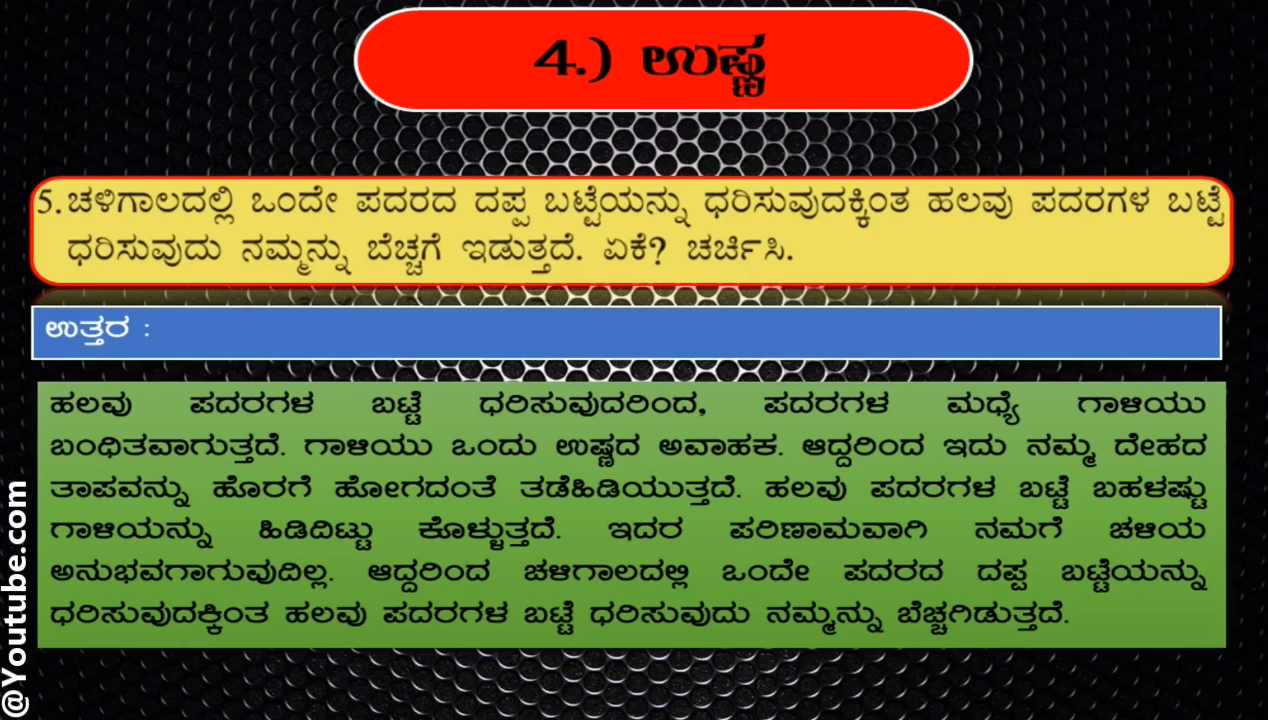 4.) ಉಷ್ಣ
5. ಚಳಿಗಾಲದಲ್ಲಿ ಒಂದೇ ಪದರದ ದಪ್ಪ ಬಟ್ಟೆಯನ್ನು ಧರಿಸುವುದಕ್ಕಿಂತ ಹಲವು ಪದರಗಳ ಬಟ್ಟೆ
ಧರಿಸುವುದು ನಮ್ಮನ್ನು ಬೆಚ್ಚಗೆ ಇಡುತ್ತದೆ. ಏಕೆ? ಚರ್ಚಿಸಿ.
ಉತ್ತರ :
ಹಲವು ಪದರಗಳ ಬಟ್ಟೆ ಧರಿಸುವುದರಿಂದ, ಪದರಗಳ ಮಧ್ಯೆ ಗಾಳಿಯು
ಬಂಧಿತವಾಗುತ್ತದೆ. ಗಾಳಿಯು ಒಂದು ಉಷ್ಣದ ಅವಾಹಕ. ಆದ್ದರಿಂದ ಇದು ನಮ್ಮ ದೇಹದ
ತಾಪವನ್ನು ಹೊರಗೆ ಹೋಗದಂತೆ ತಡೆಹಿಡಿಯುತ್ತದೆ. ಹಲವು ಪದರಗಳ ಬಟ್ಟೆ ಬಹಳಷ್ಟು
ಗಾಳಿಯನ್ನು ಹಿಡಿದಿಟ್ಟು ಕೊಳ್ಳುತ್ತದೆ. ಇದರ ಪರಿಣಾಮವಾಗಿ ನಮಗೆ ಚಳಿಯ
ಅನುಭವಗಾಗುವುದಿಲ್ಲ. ಆದ್ದರಿಂದ ಚಳಿಗಾಲದಲ್ಲಿ ಒಂದೇ ಪದರದ ದಪ್ಪ ಬಟ್ಟೆಯನ್ನು
ಧರಿಸುವುದಕ್ಕಿಂತ ಹಲವು ಪದರಗಳ ಬಟ್ಟೆ ಧರಿಸುವುದು ನಮ್ಮನ್ನು ಬೆಚ್ಚಗಿಡುತ್ತದೆ.
@Youtube.com